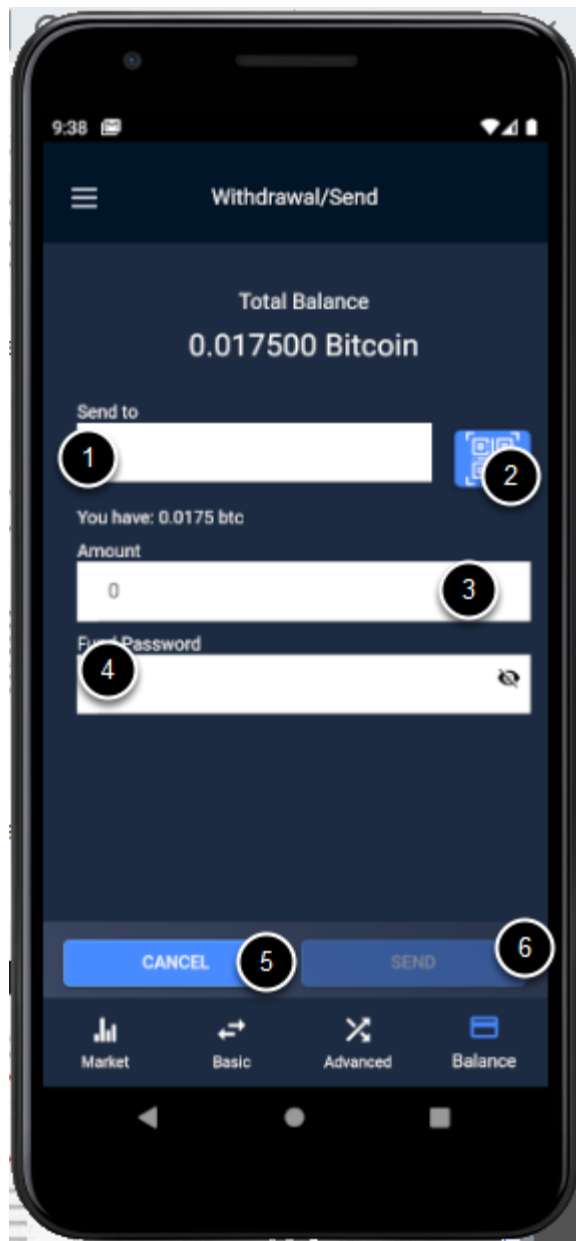 9:38
Withdrawal/Send
Total Balance
0.017500 Bitcoin
Send to
1
2
You have: 0.0175 btc
Amount
0
3
Fund Password
4
CANCEL
5
SEND
6
Market
Basic
Advanced
Balance